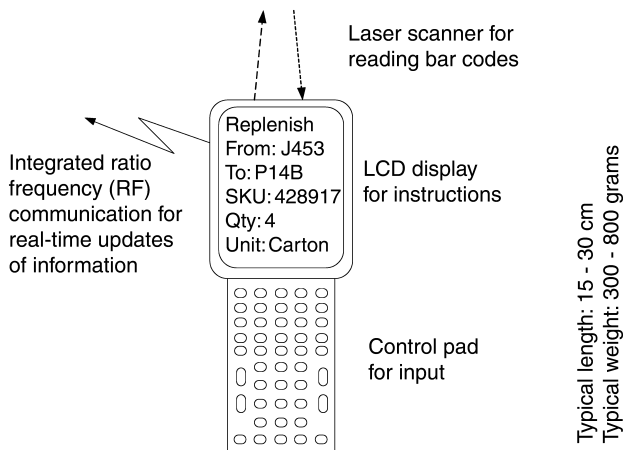 Laser scanner for
reading bar codes
Replenish
From: J453
To: P14B
SKU: 428917
Qty: 4
Unit: Carton
Integrated ratio
frequency (RF)
communication for
real-time updates
of information
LCD display
for instructions
Control pad
for input
Typical length: 15 - 30 cm
Typical weight: 300 - 800 grams